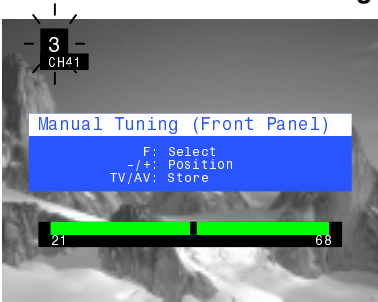 3
CH41
Manual Tuning (Front Panel)
F: Select
-/+: Position
TV/AV: Store
21 68